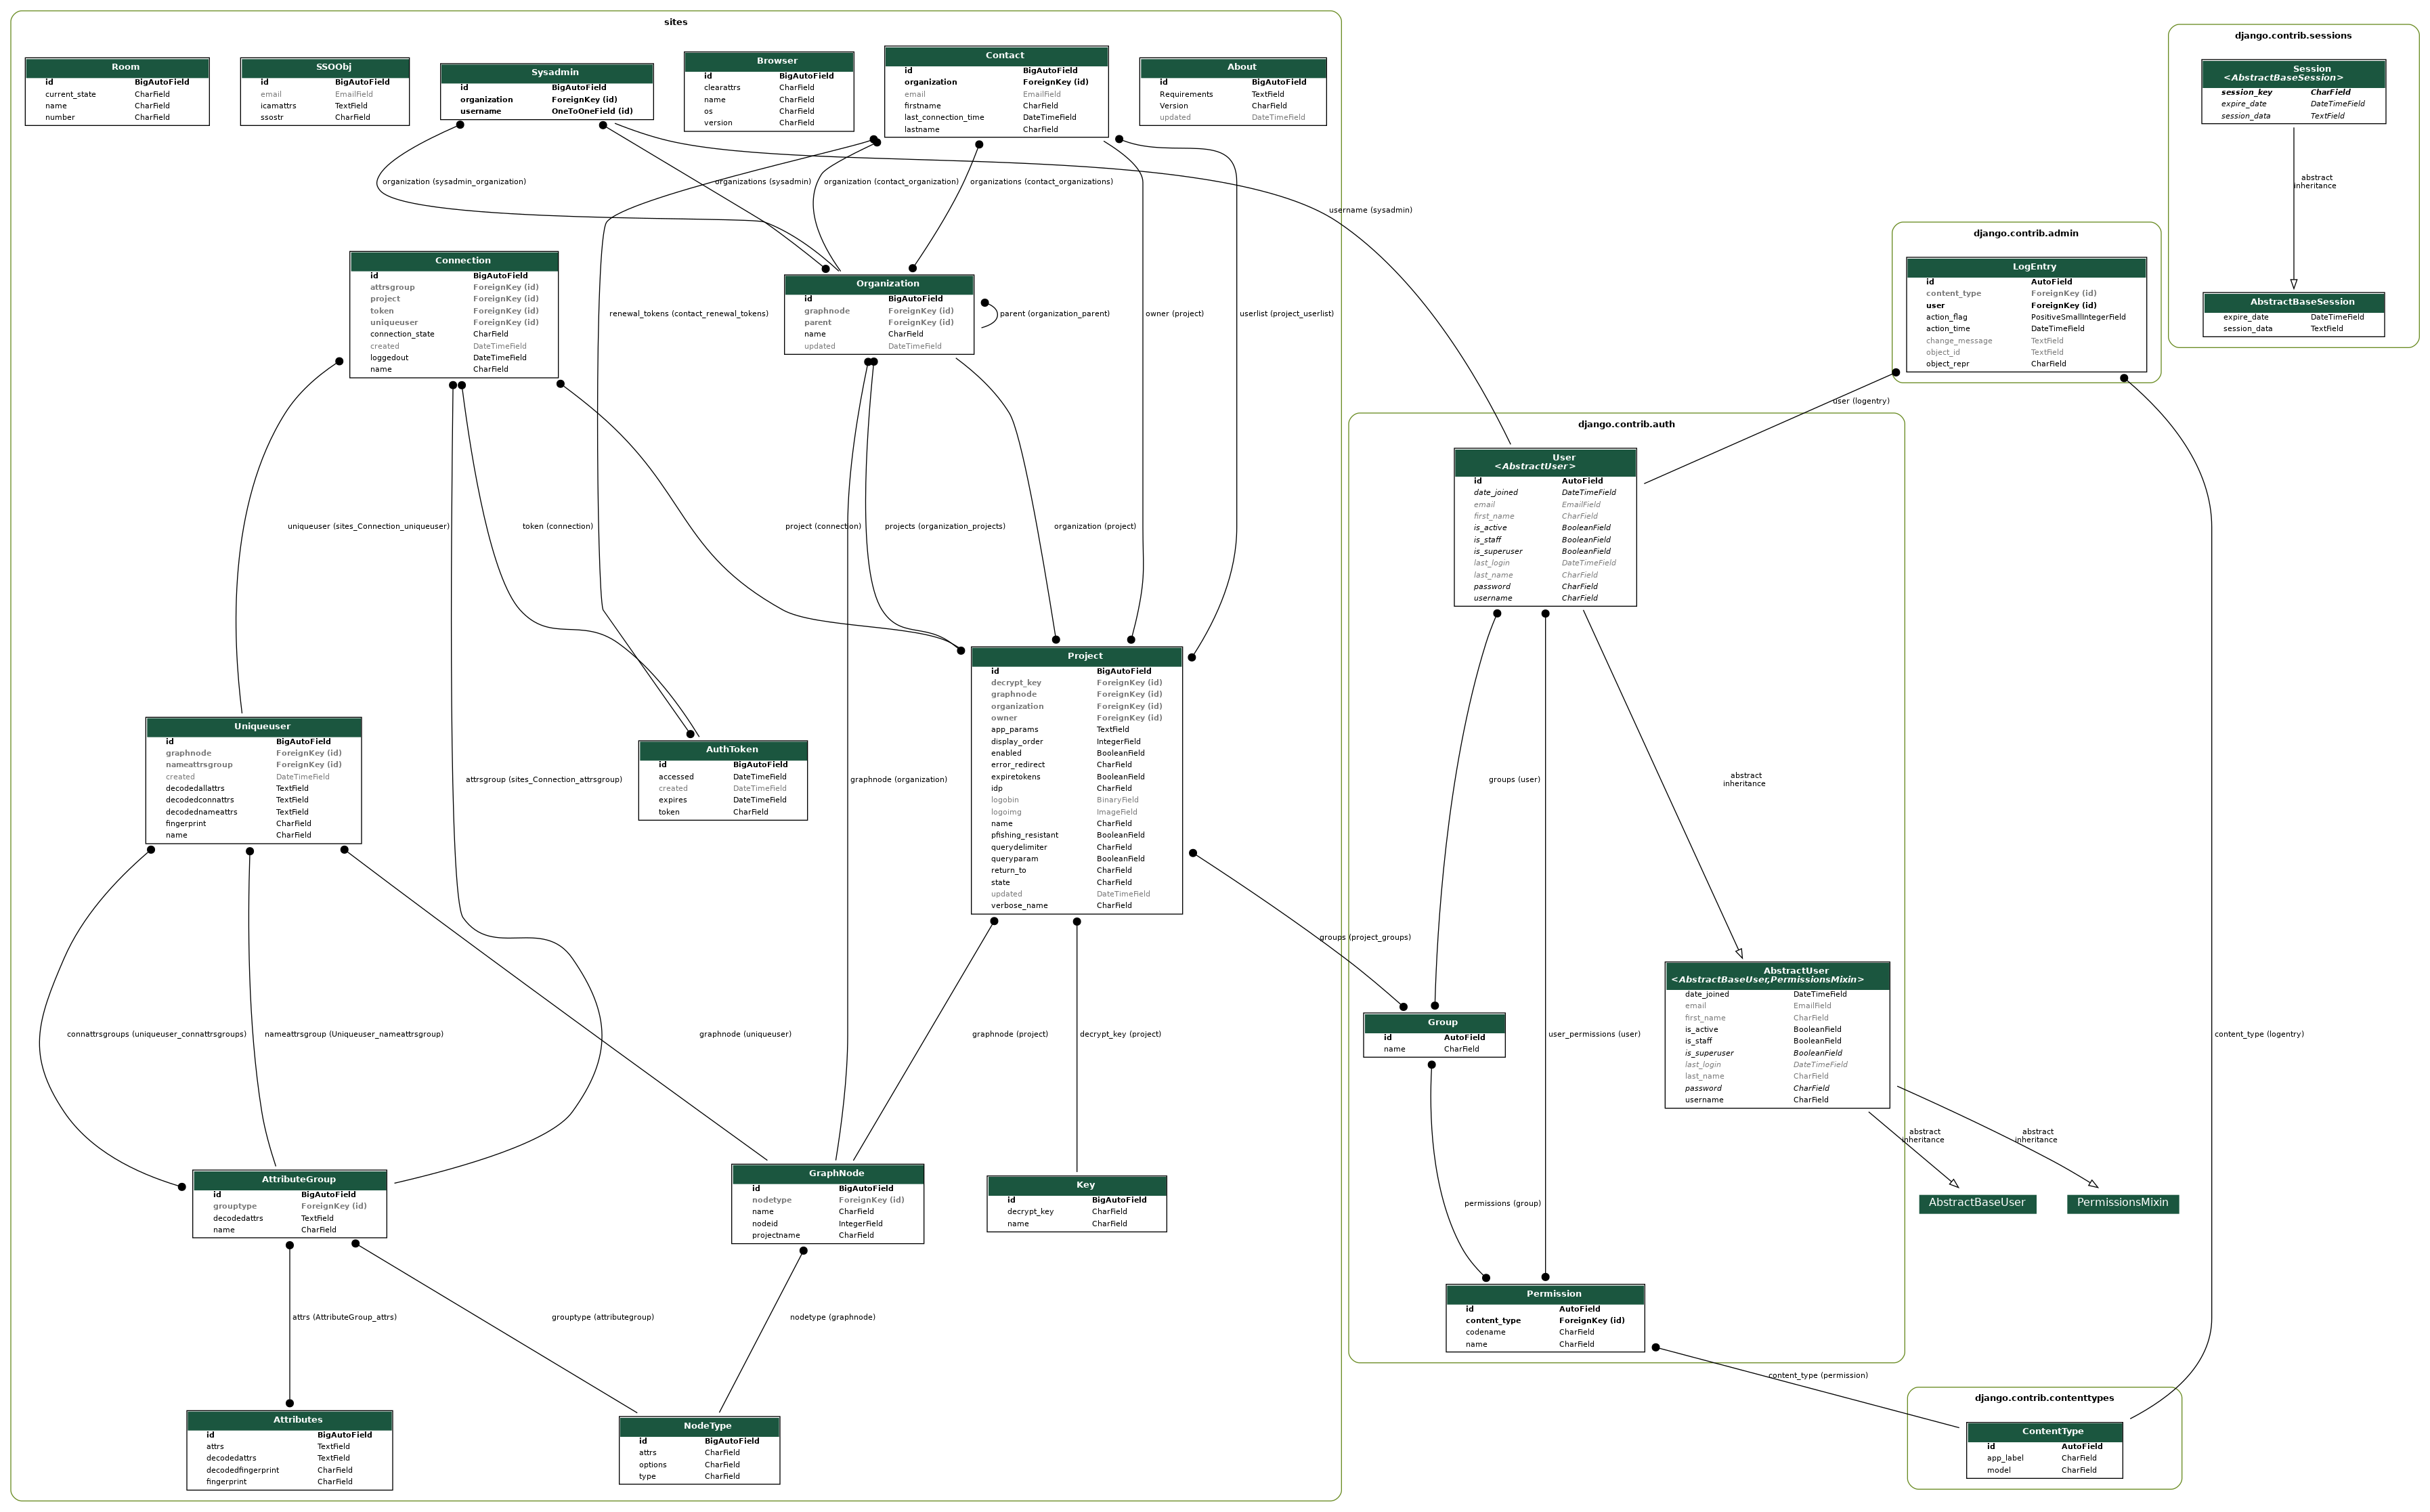 sites
Room
id BigAutoField
current_state CharField
name CharField
number CharField
SSOObj
id BigAutoField
email EmailField
icamattrs TextField
ssostr CharField
Sysadmin
id BigAutoField
organization ForeignKey (id)
username OneToOneField (id)
Browser
id BigAutoField
clearattrs CharField
name CharField
os CharField
version CharField
Contact
id BigAutoField
organization ForeignKey (id)
email EmailField
firstname CharField
last_connection_time DateTimeField
lastname CharField
About
id BigAutoField
Requirements TextField
Version CharField
updated DateTimeField
django.contrib.sessions
Session
<AbstractBaseSession>
session_key CharField
expire_date DateTimeField
session_data TextField
abstract
inheritance
AbstractBaseSession
expire_date DateTimeField
session_data TextField
organization (sysadmin_organization)
organizations (sysadmin)
organization (contact_organization)
organizations (contact_organizations)
username (sysadmin)
django.contrib.admin
LogEntry
id AutoField
content_type ForeignKey (id)
user ForeignKey (id)
action_flag PositiveSmallIntegerField
action_time DateTimeField
change_message TextField
object_id TextField
object_repr CharField
Connection
id BigAutoField
attrsgroup ForeignKey (id)
project ForeignKey (id)
token ForeignKey (id)
uniqueuser ForeignKey (id)
connection_state CharField
created DateTimeField
loggedout DateTimeField
name CharField
Organization
id BigAutoField
graphnode ForeignKey (id)
parent ForeignKey (id)
name CharField
updated DateTimeField
renewal_tokens (contact_renewal_tokens)
parent (organization_parent)
owner (project)
userlist (project_userlist)
user (logentry)
django.contrib.auth
User
<AbstractUser>
id AutoField
date_joined DateTimeField
email EmailField
first_name CharField
is_active BooleanField
is_staff BooleanField
is_superuser BooleanField
last_login DateTimeField
last_name CharField
password CharField
username CharField
uniqueuser (sites_Connection_uniqueuser)
token (connection)
project (connection)
projects (organization_projects)
organization (project)
Project
id BigAutoField
decrypt_key ForeignKey (id)
graphnode ForeignKey (id)
organization ForeignKey (id)
owner ForeignKey (id)
app_params TextField
display_order IntegerField
enabled BooleanField
error_redirect CharField
expiretokens BooleanField
idp CharField
logobin BinaryField
logoimg ImageField
name CharField
pfishing_resistant BooleanField
querydelimiter CharField
queryparam BooleanField
return_to CharField
state CharField
updated DateTimeField
verbose_name CharField
Uniqueuser
id BigAutoField
graphnode ForeignKey (id)
nameattrsgroup ForeignKey (id)
created DateTimeField
decodedallattrs TextField
decodedconnattrs TextField
decodednameattrs TextField
fingerprint CharField
name CharField
AuthToken
id BigAutoField
accessed DateTimeField
created DateTimeField
expires DateTimeField
token CharField
attrsgroup (sites_Connection_attrsgroup)
graphnode (organization)
groups (user)
abstract
inheritance
groups (project_groups)
AbstractUser
<AbstractBaseUser,PermissionsMixin>
date_joined DateTimeField
email EmailField
first_name CharField
is_active BooleanField
is_staff BooleanField
is_superuser BooleanField
last_login DateTimeField
last_name CharField
password CharField
username CharField
Group
id AutoField
name CharField
connattrsgroups (uniqueuser_connattrsgroups)
nameattrsgroup (Uniqueuser_nameattrsgroup)
graphnode (uniqueuser)
graphnode (project)
decrypt_key (project)
user_permissions (user)
content_type (logentry)
abstract
inheritance
abstract
inheritance
AttributeGroup
id BigAutoField
grouptype ForeignKey (id)
decodedattrs TextField
name CharField
GraphNode
id BigAutoField
nodetype ForeignKey (id)
name CharField
nodeid IntegerField
projectname CharField
Key
id BigAutoField
decrypt_key CharField
name CharField
permissions (group)
AbstractBaseUser
PermissionsMixin
Permission
id AutoField
content_type ForeignKey (id)
codename CharField
name CharField
attrs (AttributeGroup_attrs)
grouptype (attributegroup)
nodetype (graphnode)
content_type (permission)
Attributes
id BigAutoField
attrs TextField
decodedattrs TextField
decodedfingerprint CharField
fingerprint CharField
NodeType
id BigAutoField
attrs CharField
options CharField
type CharField
django.contrib.contenttypes
ContentType
id AutoField
app_label CharField
model CharField